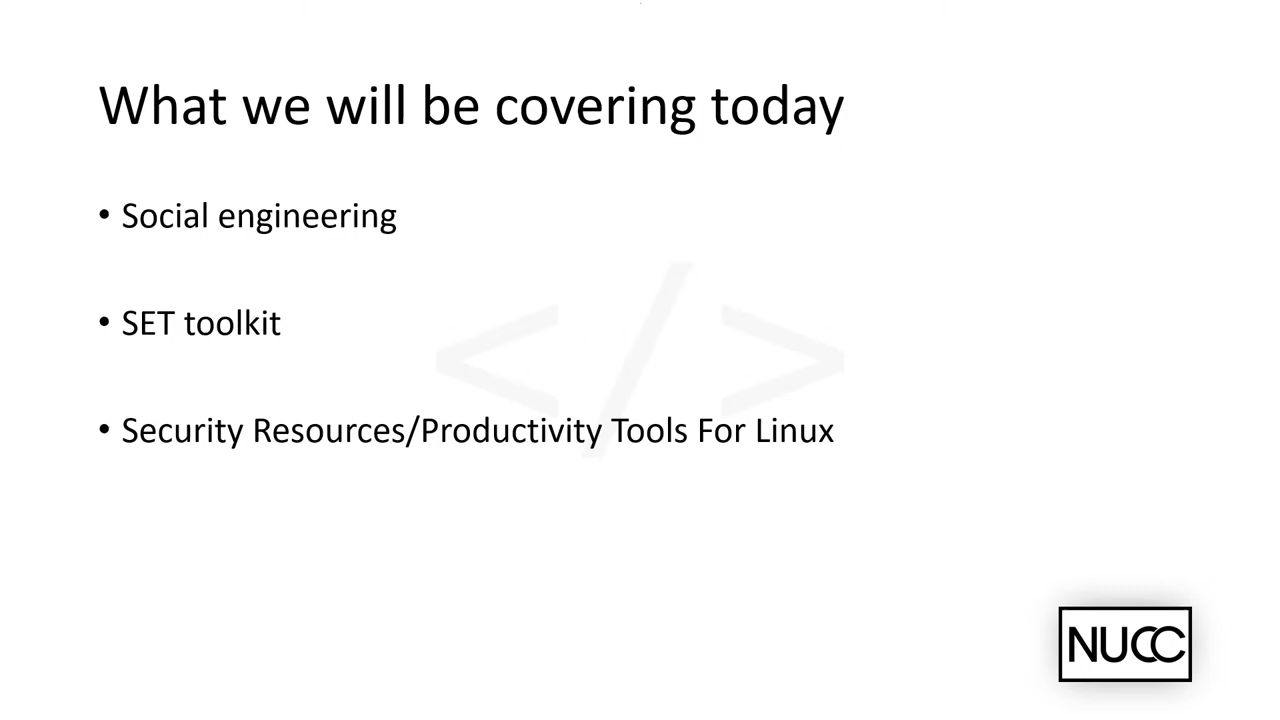 What we will be covering today
• Social engineering
• SET toolkit
• Security Resources/Productivity Tools For Linux
</>
NUCC